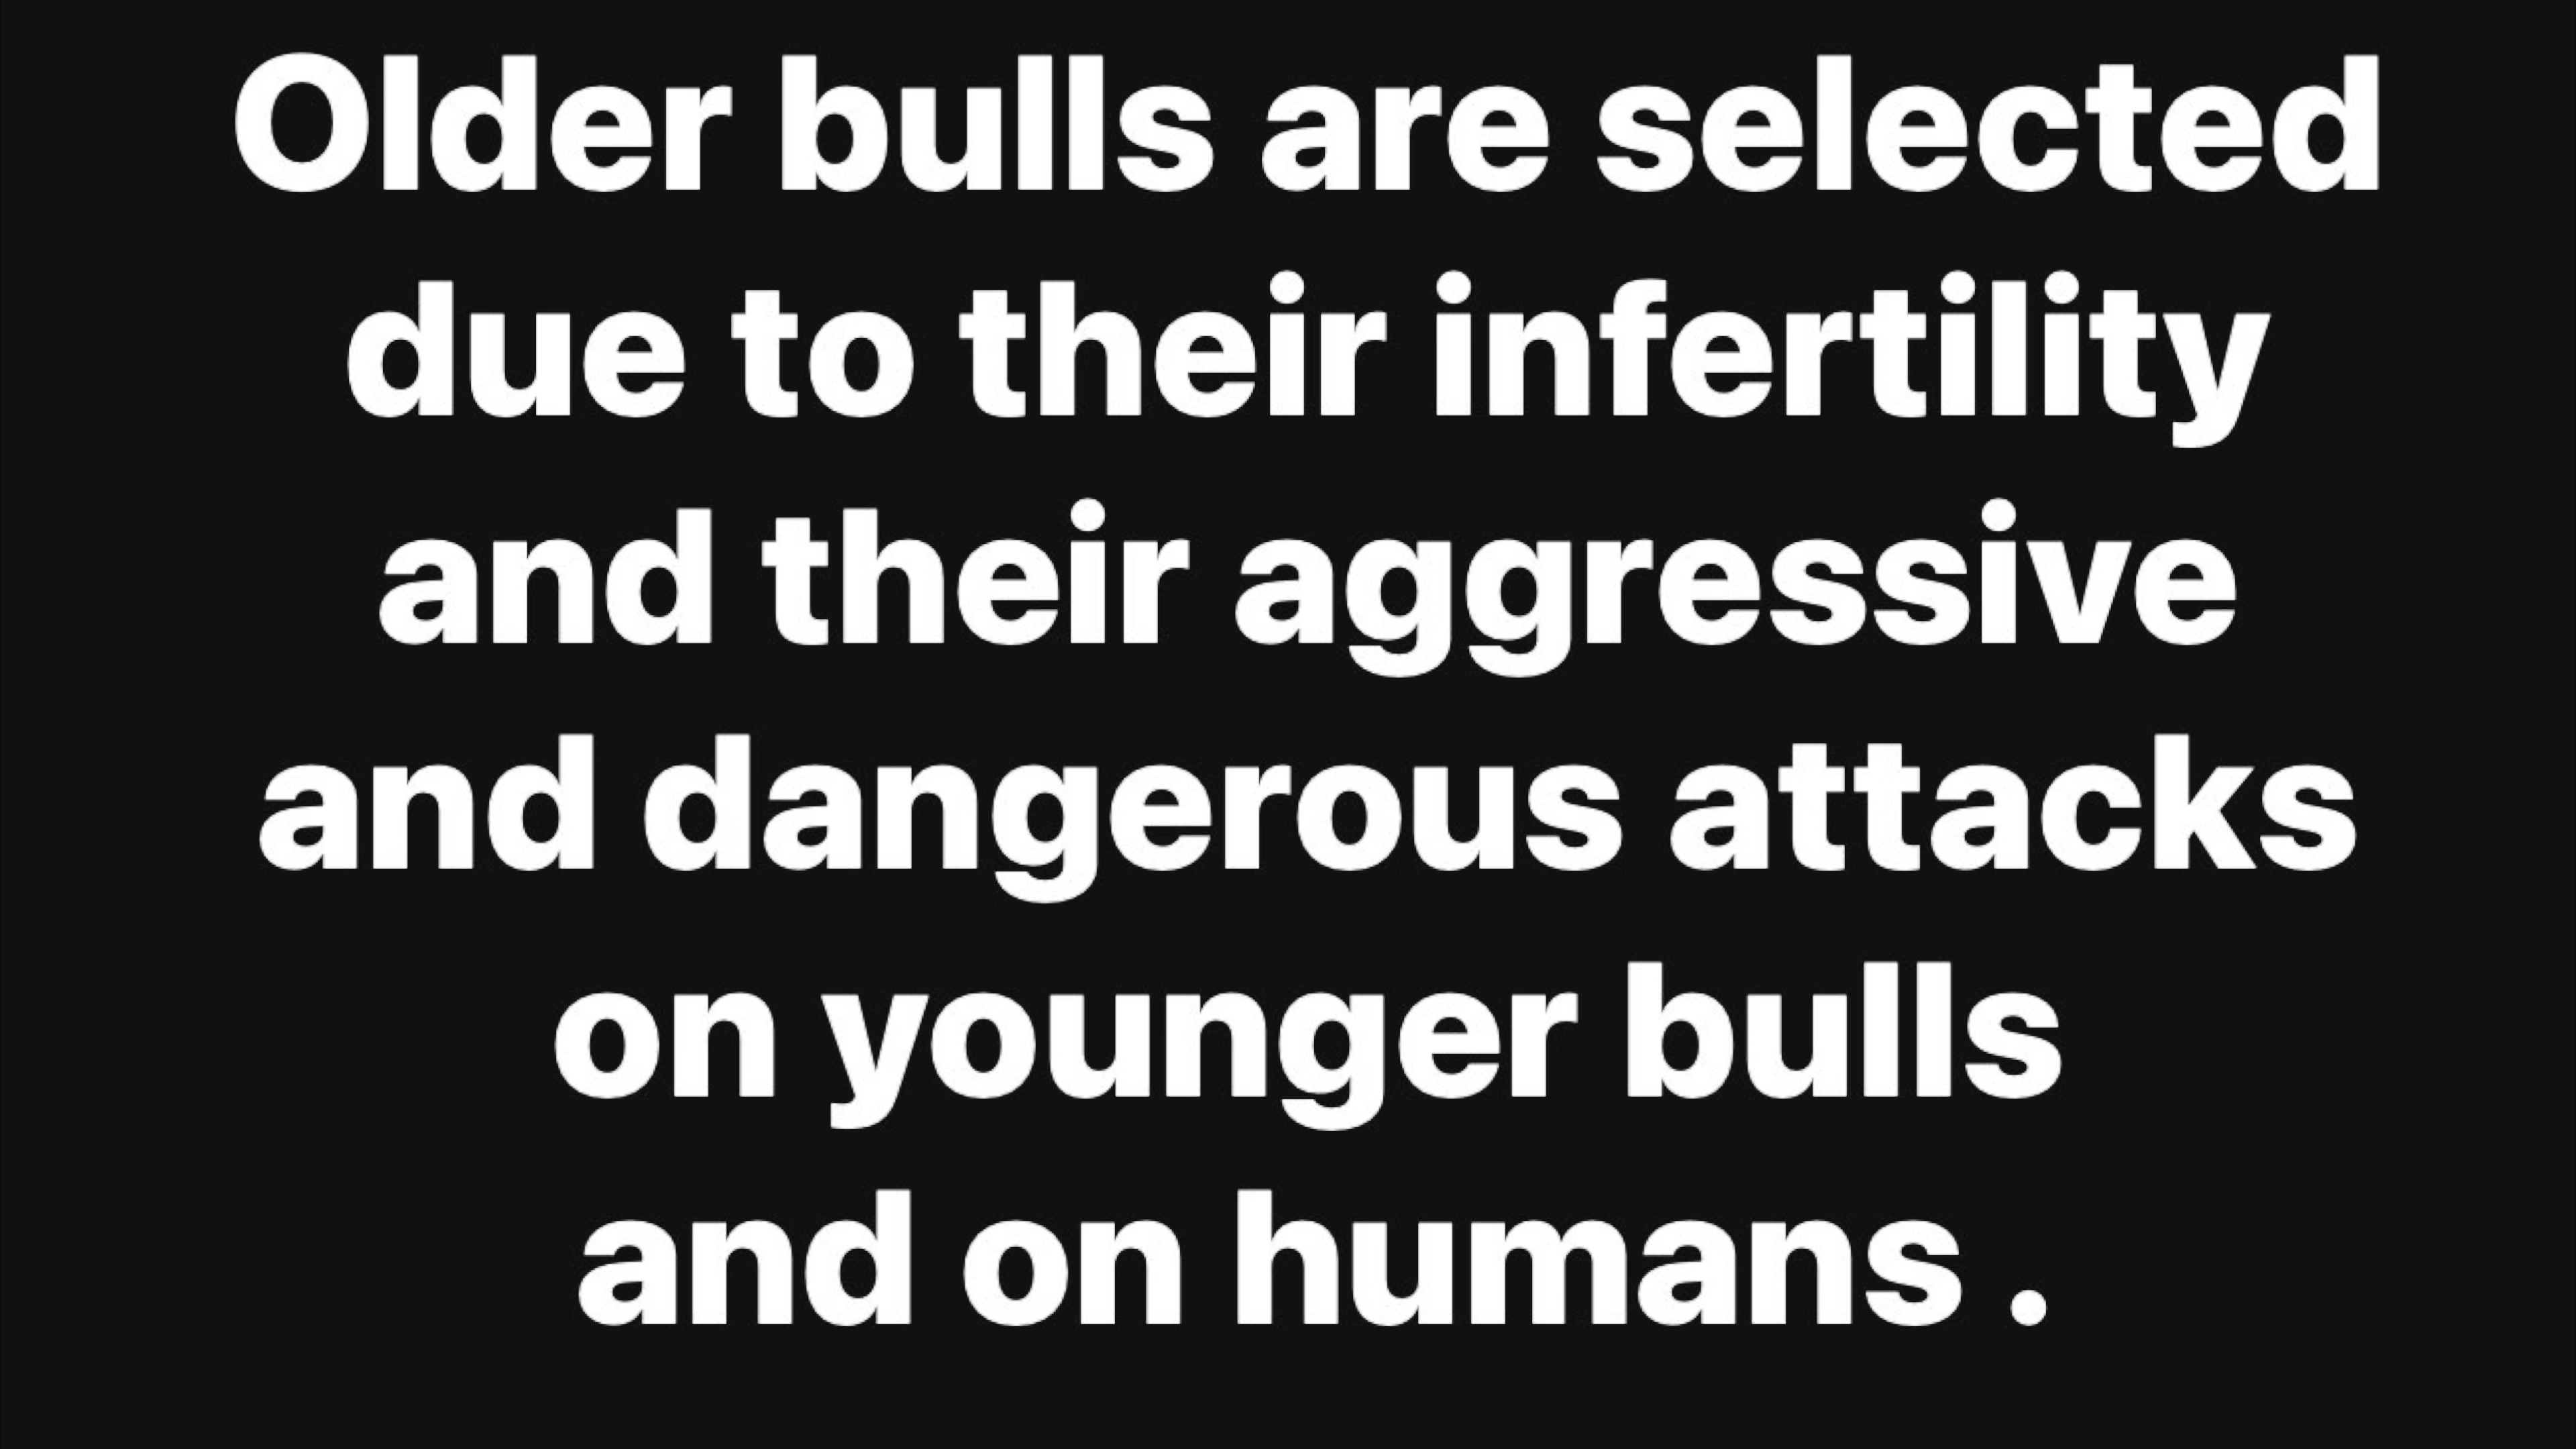 Older bulls are selected
due to their infertility
and their aggressive
and dangerous attacks
on younger bulls
and on humans .